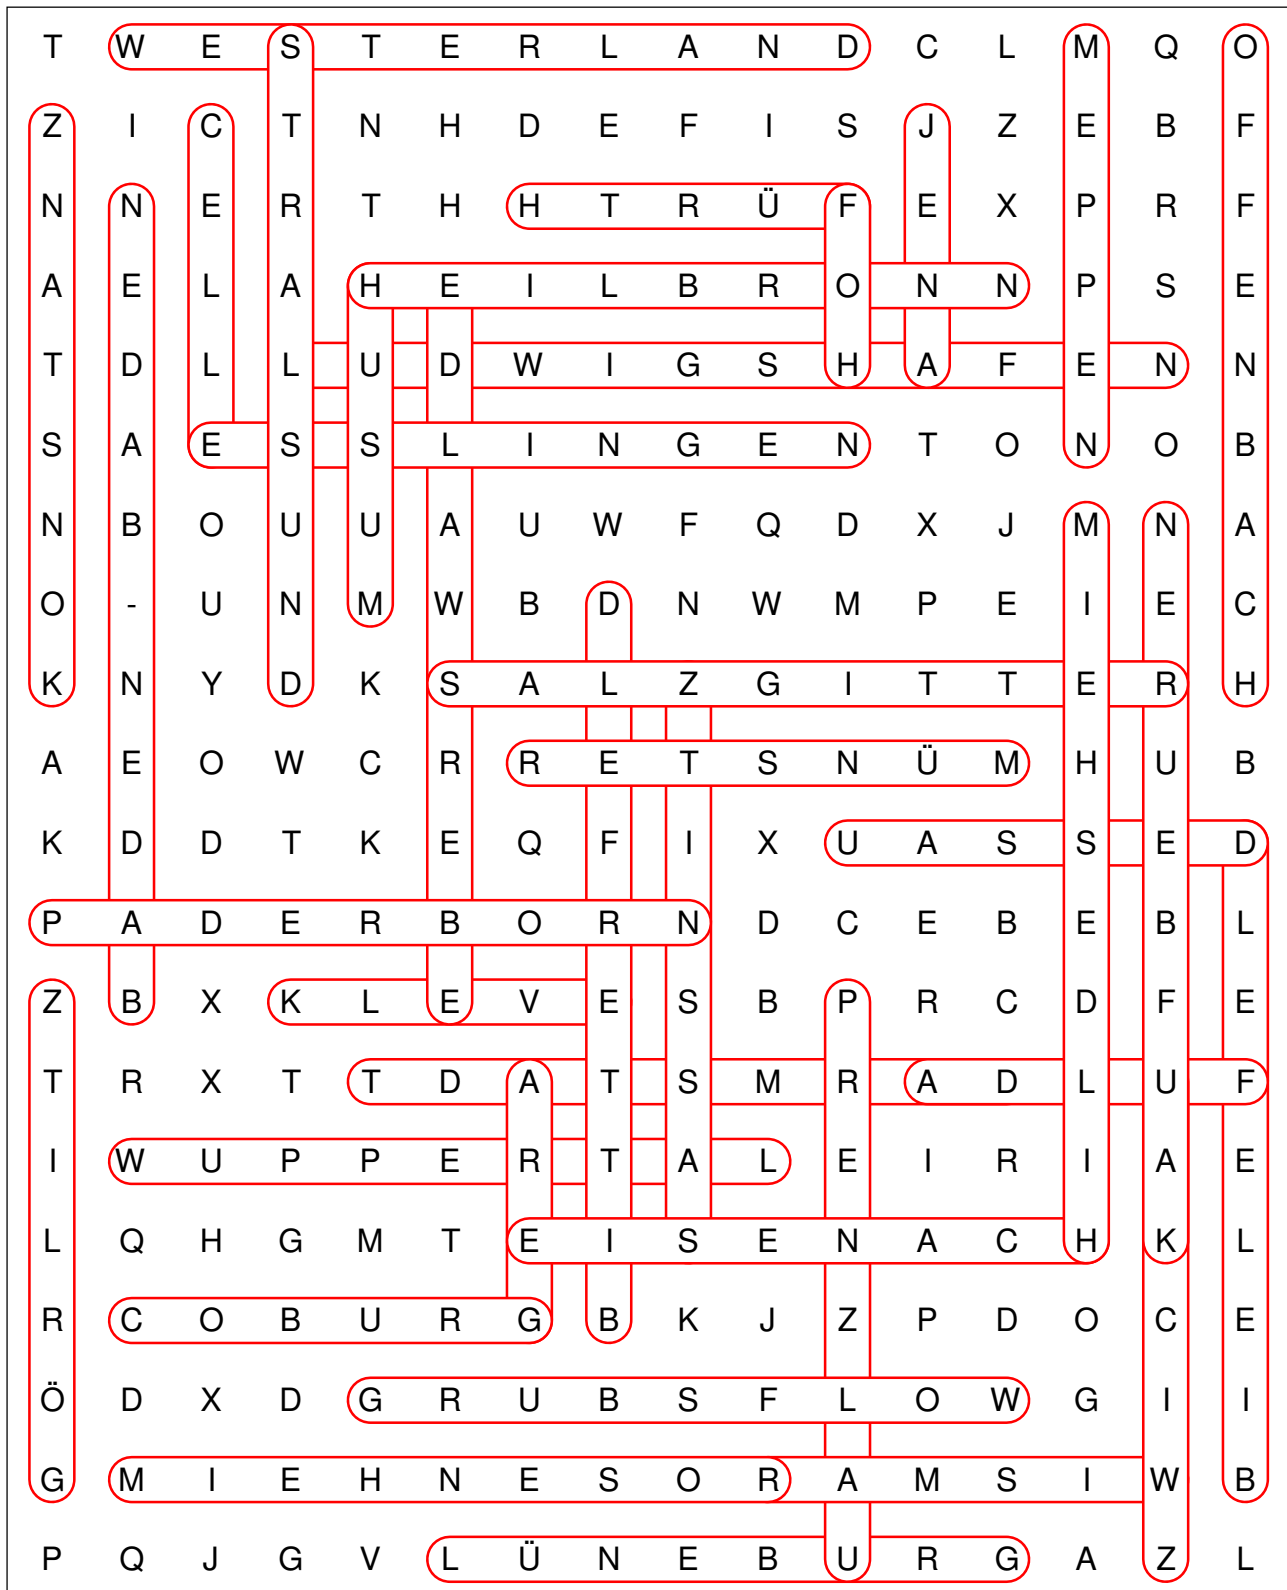 T W E S T E R L A N D C L M Q O
Z I C T N H D E F I S J Z E B F
N N E R T H H T R Ü F E X P R F
A E L A H E I L B R O N N P S E
T D L L U D W I G S H A F E N N
S A E S S L I N G E N T O N O B
N B O U U A U W F Q D X J M N A
O - U N M W B D N W M P E I E C
K N Y D K S A L Z G I T T E R H
A E O W C R R E T S N Ü M H U B
K D D T K E Q F I X U A S S E D
P A D E R B O R N D C E B E B L
Z B X K L E V E S B P R C D F E
T R X T T D A T S M R A D L U F
I W U P P E R T A L E I R I A E
L Q H G M T E I S E N A C H K L
R C O B U R G B K J Z P D O C E
Ö D X D G R U B S F L O W G I I
G M I E H N E S O R A M S I W B
P Q J G V L Ü N E B U R G A Z L